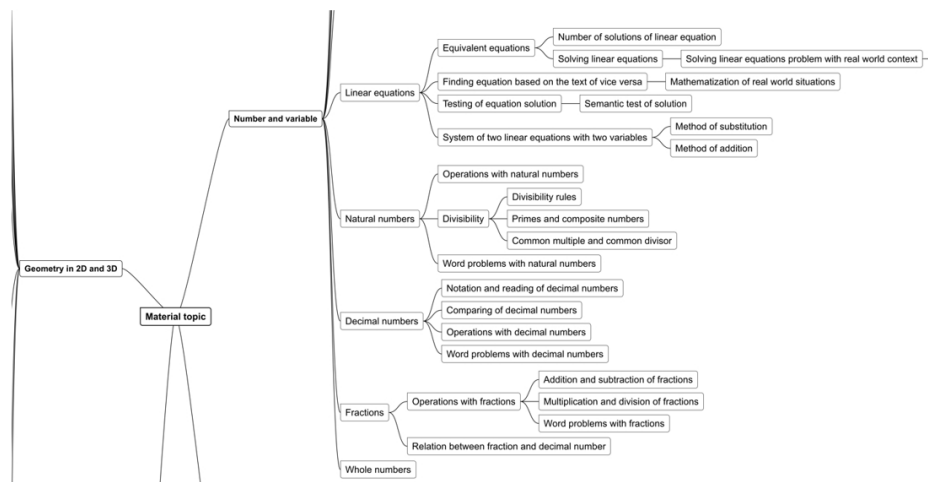 Number of solutions of linear equation
Equivalent equations
Solving linear equations
Solving linear equations problem with real world context
Linear equations
Finding equation based on the text of vice versa
Mathematization of real world situations
Testing of equation solution
Semantic test of solution
Number and variable
System of two linear equations with two variables
Method of substitution
Method of addition
Operations with natural numbers
Natural numbers
Divisibility
Divisibility rules
Primes and composite numbers
Common multiple and common divisor
Word problems with natural numbers
Geometry in 2D and 3D
Material topic
Notation and reading of decimal numbers
Comparing of decimal numbers
Decimal numbers
Operations with decimal numbers
Word problems with decimal numbers
Fractions
Operations with fractions
Addition and subtraction of fractions
Multiplication and division of fractions
Word problems with fractions
Relation between fraction and decimal number
Whole numbers